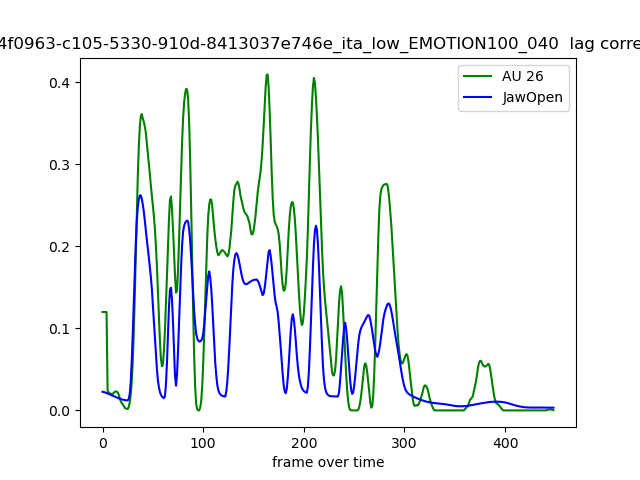 4f0963-c105-5330-910d-8413037e746e_ita_low_EMOTION100_040 lag corre
AU 26
JawOpen
0.4
0.3
0.2
0.1
0.0
0 100 200 300 400
frame over time